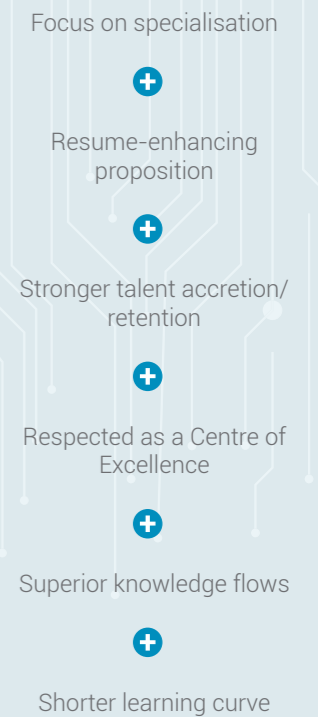 Focus on specialisation
Resume-enhancing
proposition
Stronger talent accretion/
retention
Respected as a Centre of
Excellence
Superior knowledge flows
Shorter learning curve